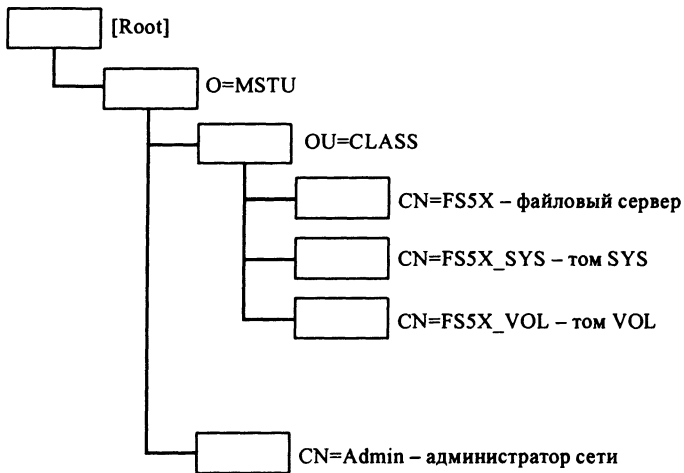 [Root]
O=MSTU
OU=CLASS
CN=FS5X – файловый сервер
CN=FS5X_SYS – том SYS
CN=FS5X_VOL – том VOL
CN=Admin – администратор сети